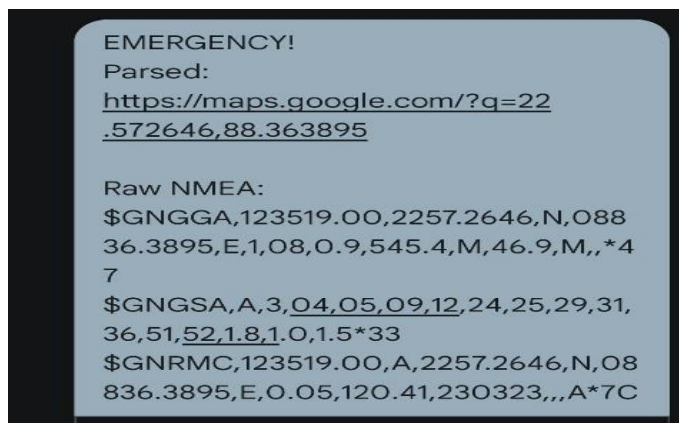 EMERGENCY!
Parsed:
https://maps.google.com/?q=22
.572646,88.363895
Raw NMEA:
$GNGGA,123519.00,2257.2646,N,088
36.3895,E,1,08,0.9,545.4,M,46.9,M,,*4
7
$GNGSA,A,3,04,05,09,12,24,25,29,31,
36,51,52,1.8,1.0,1.5*33
$GNRMC,123519.00,A,2257.2646,N,08
836.3895,E,0.05,120.41,230323,,,A*7C